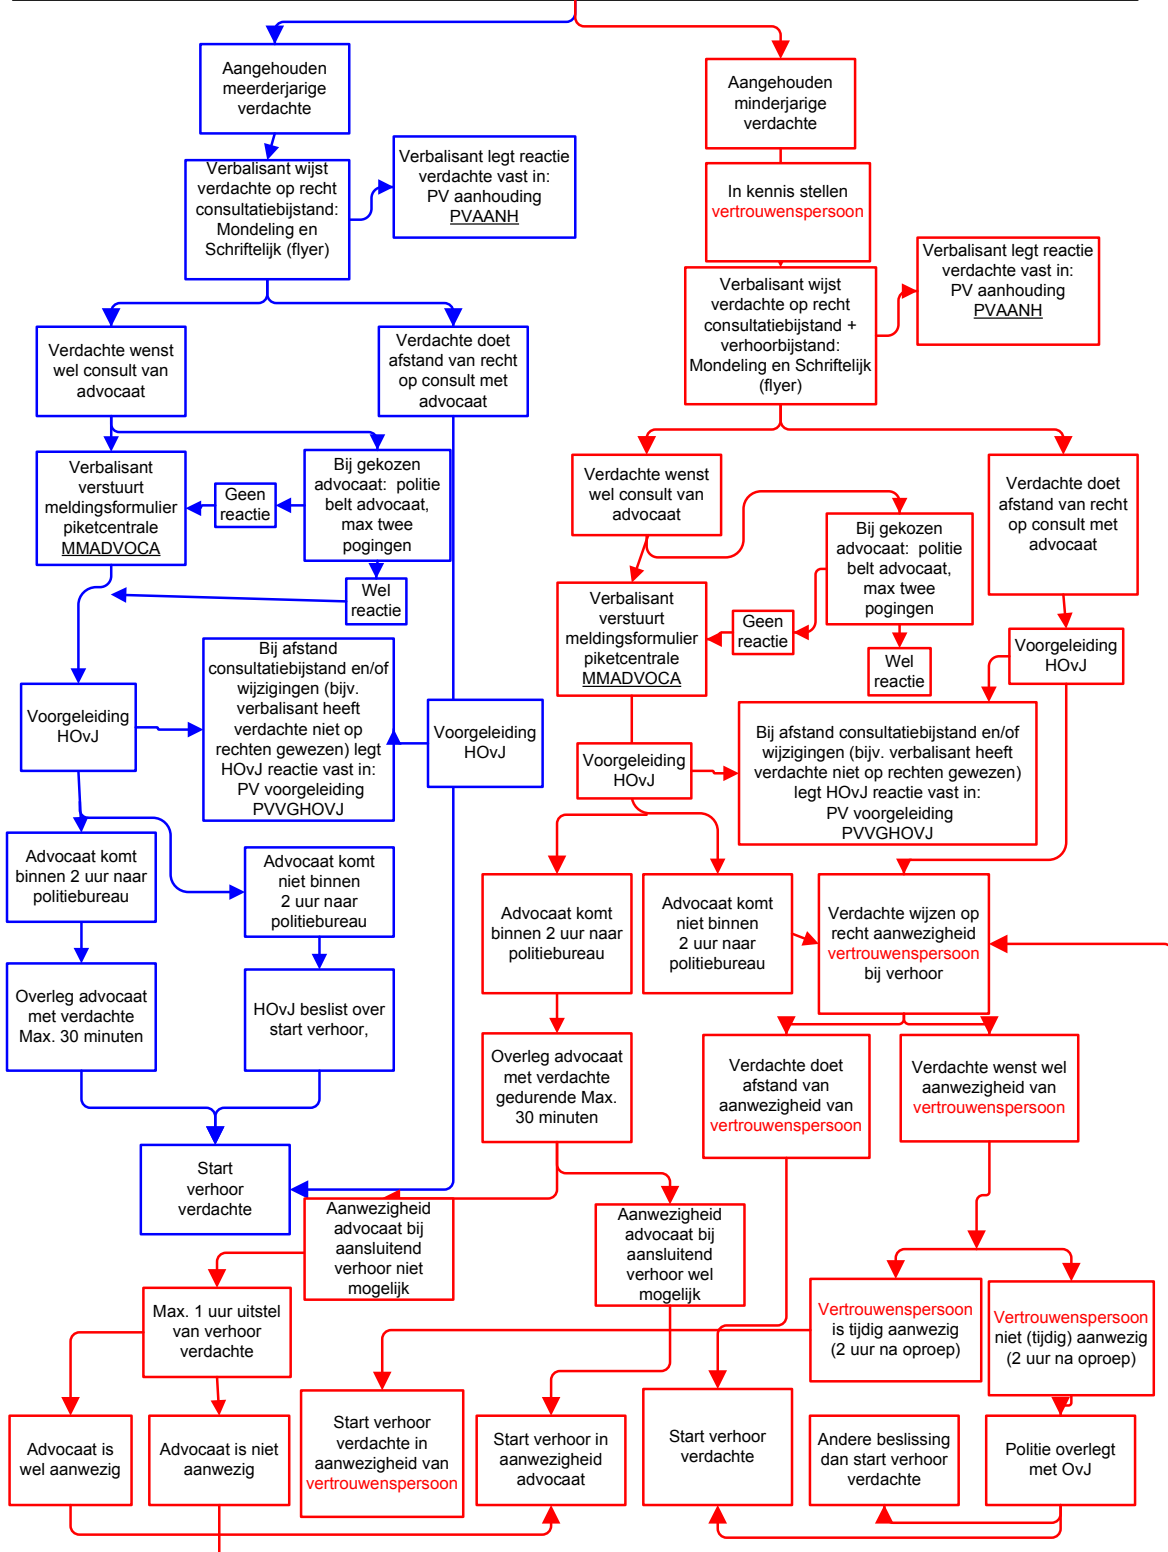 Aangehouden
meerderjarige
verdachte
Aangehouden
minderjarige
verdachte
Verbalisant wijst
verdachte op recht
consultatiebijstand:
Mondeling en
Schriftelijk (flyer)
Verbalisant legt reactie
verdachte vast in:
PV aanhouding
PVAANH
In kennis stellen
vertrouwenspersoon
Verbalisant wijst
verdachte op recht
consultatiebijstand +
verhoorbijstand:
Mondeling en Schriftelijk
(flyer)
Verbalisant legt reactie
verdachte vast in:
PV aanhouding
PVAANH
Verdachte wenst
wel consult van
advocaat
Verdachte doet
afstand van recht
op consult met
advocaat
Verbalisant
verstuurt
meldingsformulier
piketcentrale
MMADVOCA
Geen
reactie
Bij gekozen
advocaat: politie
belt advocaat,
max twee
pogingen
Wel
reactie
Verdachte wenst
wel consult van
advocaat
Bij gekozen
advocaat: politie
belt advocaat,
max twee
pogingen
Verdachte doet
afstand van recht
op consult met
advocaat
Verbalisant
verstuurt
meldingsformulier
piketcentrale
MMADVOCA
Geen
reactie
Wel
reactie
Voorgeleiding
HOvJ
Voorgeleiding
HOvJ
Bij afstand
consultatiebijstand en/of
wijzigingen (bijv.
verbalisant heeft
verdachte niet op
rechten gewezen) legt
HOvJ reactie vast in:
PV voorgeleiding
PVVGHOVJ
Voorgeleiding
HOvJ
Voorgeleiding
HOvJ
Bij afstand consultatiebijstand en/of
wijzigingen (bijv. verbalisant heeft
verdachte niet op rechten gewezen)
legt HOvJ reactie vast in:
PV voorgeleiding
PVVGHOVJ
Advocaat komt
binnen 2 uur naar
politiebureau
Advocaat komt
niet binnen
2 uur naar
politiebureau
Advocaat komt
binnen 2 uur naar
politiebureau
Advocaat komt
niet binnen
2 uur naar
politiebureau
Verdachte wijzen op
recht aanwezigheid
vertrouwenspersoon
bij verhoor
Overleg advocaat
met verdachte
Max. 30 minuten
HOvJ beslist over
start verhoor,
Overleg advocaat
met verdachte
gedurende Max.
30 minuten
Verdachte doet
afstand van
aanwezigheid van
vertrouwenspersoon
Verdachte wenst wel
aanwezigheid van
vertrouwenspersoon
Start
verhoor
verdachte
Aanwezigheid
advocaat bij
aansluitend
verhoor niet
mogelijk
Aanwezigheid
advocaat bij
aansluitend
verhoor wel
mogelijk
Max. 1 uur uitstel
van verhoor
verdachte
Vertrouwenspersoon
is tijdig aanwezig
(2 uur na oproep)
Vertrouwenspersoon
niet (tijdig) aanwezig
(2 uur na oproep)
Advocaat is
wel aanwezig
Advocaat is niet
aanwezig
Start verhoor
verdachte in
aanwezigheid van
vertrouwenspersoon
Start verhoor in
aanwezigheid
advocaat
Start verhoor
verdachte
Andere beslissing
dan start verhoor
verdachte
Politie overlegt
met OvJ